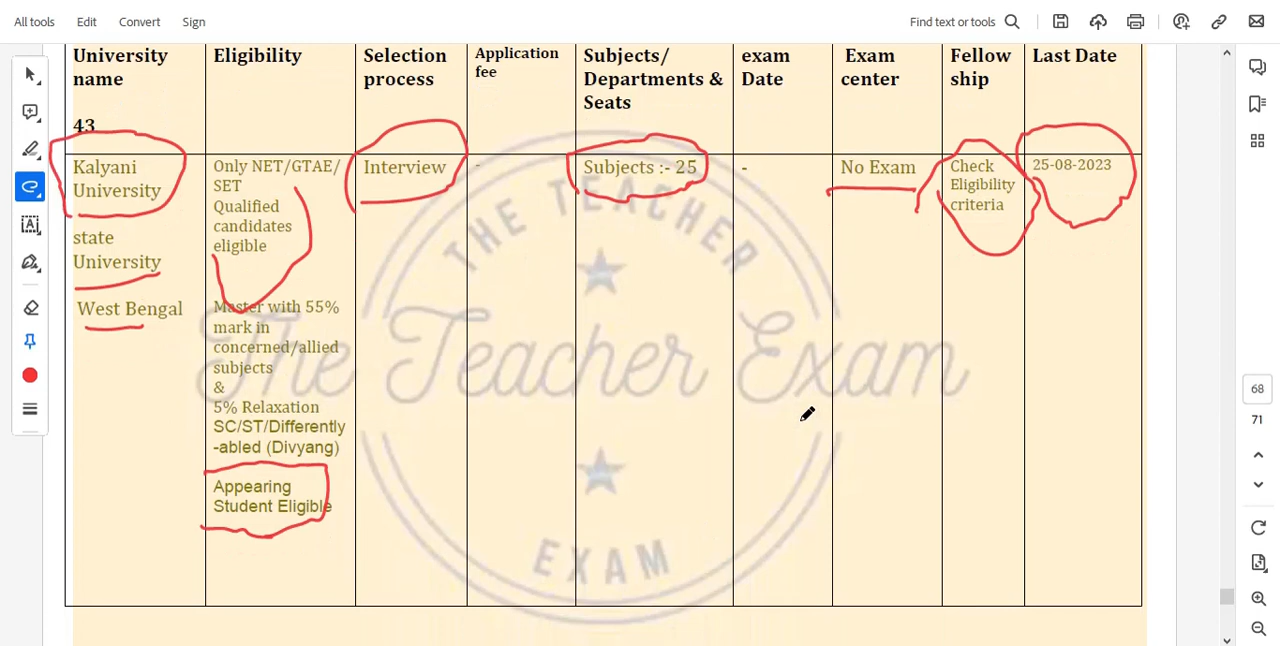 All tools Edit Convert Sign Find text or tools
University name
43
Eligibility
Selection process
Application fee
Subjects/ Departments & Seats
exam Date
Exam center
Fellow ship
Last Date
Kalyani
University
state
University
West Bengal
Only NET/GTAE/
SET
Qualified
candidates
eligible
Master with 55%
mark in
concerned/allied
subjects
&
5% Relaxation
SC/ST/Differently
-abled (Divyang)
Appearing
Student Eligible
Interview
-
Subjects :- 25
-
No Exam
Check
Eligibility
criteria
25-08-2023
THE TEACHER
The Teacher Exam
EXAM
68
71